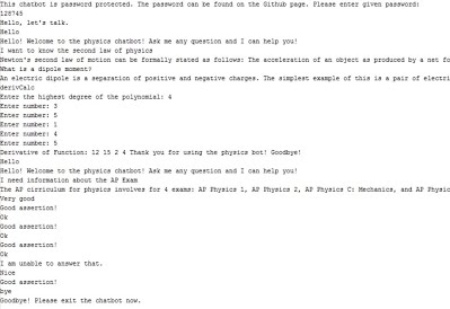 This chatbot is password protected. The password can be found on the Github page. Please enter given password:
128745
Hello, let's talk.
Hello
Hello! Welcome to the physics chatbot! Ask me any question and I can help you!
I want to know the second law of physics
Newton's second law of motion can be formally stated as follows: The acceleration of an object as produced by a net fo
What is a dipole moment?
An electric dipole is a separation of positive and negative charges. The simplest example of this is a pair of electri
derivCalc
Enter the highest degree of the polynomial: 4
Enter number: 3
Enter number: 5
Enter number: 1
Enter number: 4
Enter number: 5
Derivative of Function: 12 15 2 4 Thank you for using the physics bot! Goodbye!
Hello
Hello! Welcome to the physics chatbot! Ask me any question and I can help you!
I need information about the AP Exam
The AP cirriculum for physics involves for 4 exams: AP Physics 1, AP Physics 2, AP Physics C: Mechanics, and AP Physic
Very good
Good assertion!
Ok
Good assertion!
Ok
Good assertion!
Ok
I am unable to answer that.
Nice
Good assertion!
bye
Goodbye! Please exit the chatbot now.